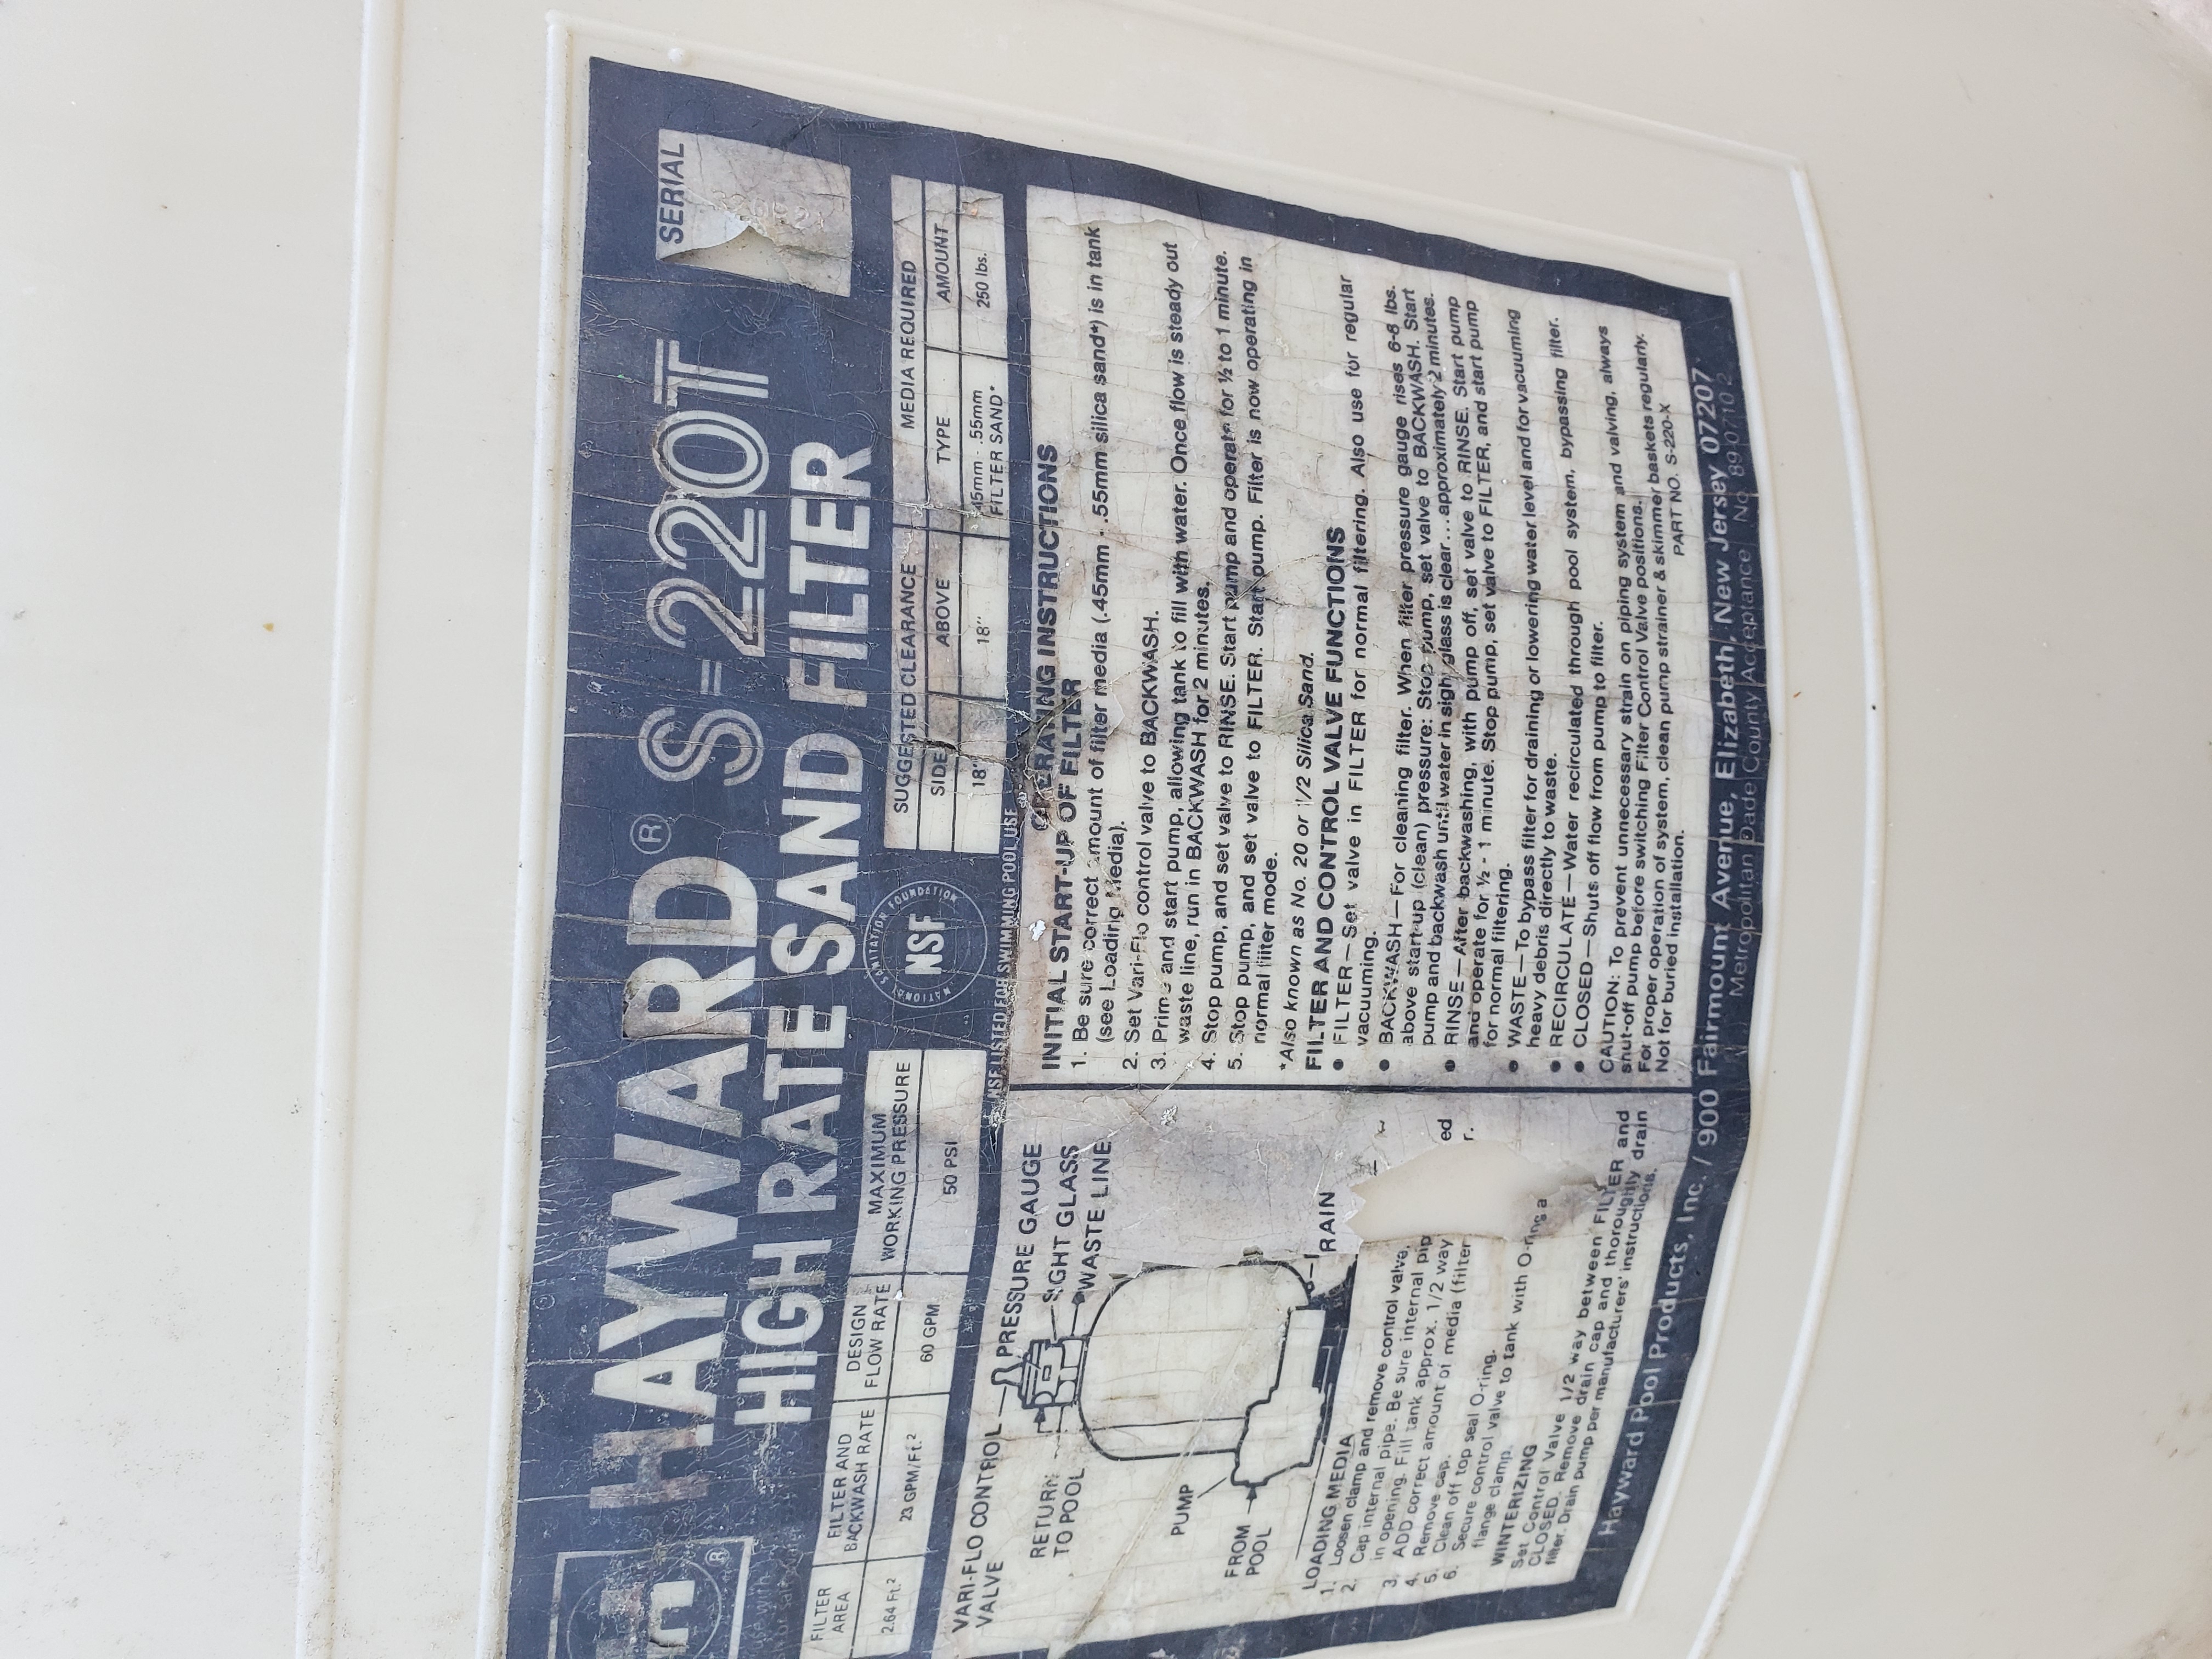 HAYWARD® S-220T
HIGH RATE SAND FILTER
SERIAL
FILTER AREA
FILTER AND BACKWASH RATE
DESIGN FLOW RATE
MAXIMUM WORKING PRESSURE
2.64 Ft.²
23 GPM/Ft.²
60 GPM
50 PSI
NATIONAL SANITATION FOUNDATION
NSF
NSF LISTED FOR SWIMMING POOL USE
SUGGESTED CLEARANCE
MEDIA REQUIRED
SIDE
ABOVE
TYPE
AMOUNT
18"
18"
.45mm - .55mm
FILTER SAND*
250 lbs.
VARI-FLO CONTROL
VALVE
PRESSURE GAUGE
SIGHT GLASS
WASTE LINE
RETURN
TO POOL
PUMP
FROM
POOL
RAIN
LOADING MEDIA
1. Loosen clamp and remove control valve,
2. Cap internal pipe. Be sure internal pip
in opening. Fill tank approx. 1/2 way
3. ADD correct amount of media (filter
ed
r.
4. Remove cap.
5. Clean off top seal O-ring.
6. Secure control valve to tank with O-ring a
flange clamp.
WINTERIZING
Set Control Valve 1/2 way between FILTER and
CLOSED. Remove drain cap and thoroughly drain
filter. Drain pump per manufacturers' instructions.
OPERATING INSTRUCTIONS
INITIAL START-UP OF FILTER
1. Be sure correct amount of filter media (.45mm - .55mm silica sand*) is in tank
(see Loading Media).
2. Set Vari-Flo control valve to BACKWASH.
3. Prime and start pump, allowing tank to fill with water. Once flow is steady out
waste line, run in BACKWASH for 2 minutes.
4. Stop pump, and set valve to RINSE. Start pump and operate for ½ to 1 minute.
5. Stop pump, and set valve to FILTER. Start pump. Filter is now operating in
normal filter mode.
*Also known as No. 20 or 1/2 Silica Sand.
FILTER AND CONTROL VALVE FUNCTIONS
● FILTER—Set valve in FILTER for normal filtering. Also use for regular
vacuuming.
● BACKWASH—For cleaning filter. When filter pressure gauge rises 6-8 lbs.
above start-up (clean) pressure: Stop pump, set valve to BACKWASH. Start
pump and backwash until water in sight glass is clear...approximately 2 minutes.
● RINSE—After backwashing, with pump off, set valve to RINSE. Start pump
and operate for ½ - 1 minute. Stop pump, set valve to FILTER, and start pump
for normal filtering.
● WASTE—To bypass filter for draining or lowering water level and for vacuuming
heavy debris directly to waste.
● RECIRCULATE—Water recirculated through pool system, bypassing filter.
● CLOSED—Shuts off flow from pump to filter.
CAUTION: To prevent unnecessary strain on piping system and valving, always
shut-off pump before switching Filter Control Valve positions.
For proper operation of system, clean pump strainer & skimmer baskets regularly.
Not for buried installation.
PART NO. S-220-X
Hayward Pool Products, Inc. / 900 Fairmount Avenue, Elizabeth, New Jersey 07207
Metropolitan Dade County Acceptance No. 89-0710.2